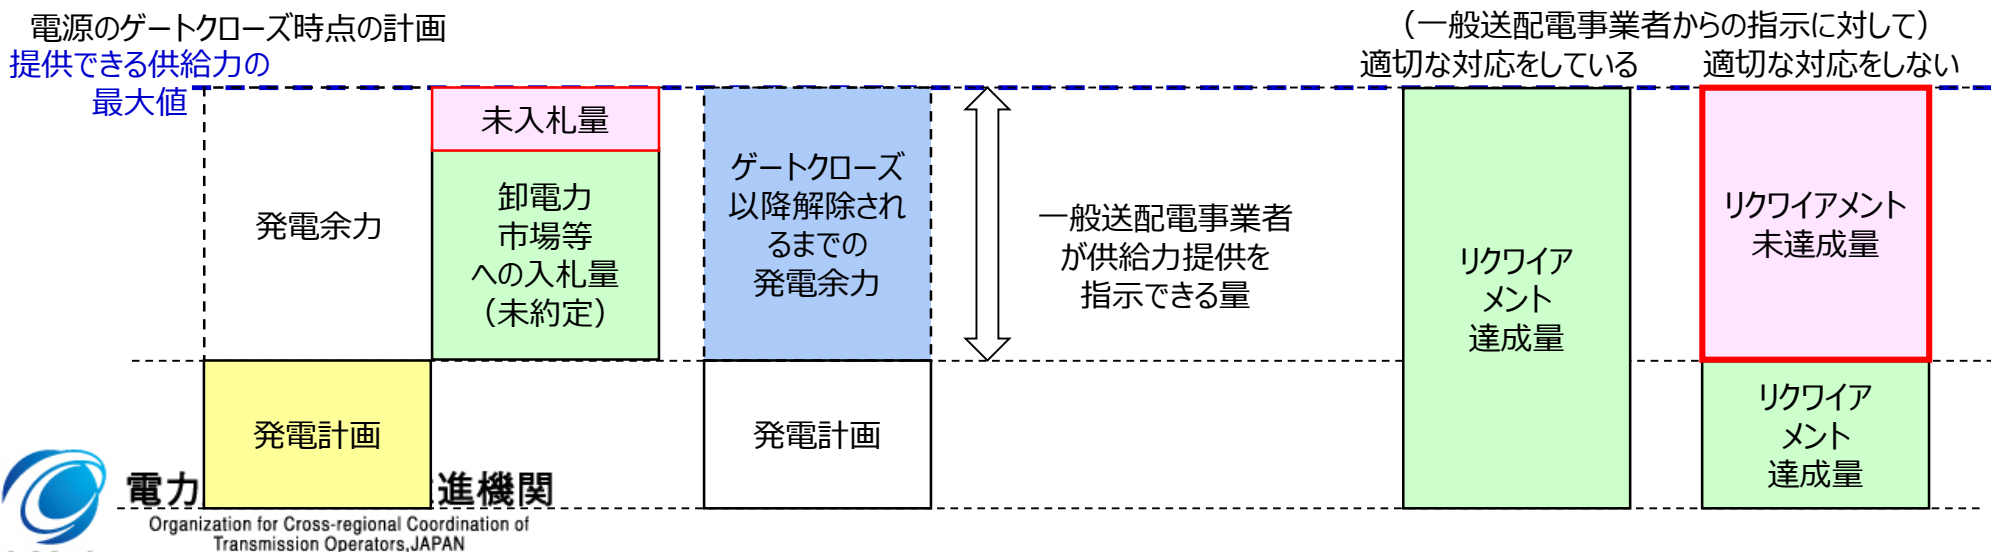 電源のゲートクローズ時点の計画
提供できる供給力の
最大値
発電余力
発電計画
未入札量
卸電力
市場等
への入札量
（未約定）
ゲートクローズ
以降解除され
るまでの
発電余力
発電計画
一般送配電事業者
が供給力提供を
指示できる量
（一般送配電事業者からの指示に対して）
適切な対応をしている
適切な対応をしない
リクワイア
メント
達成量
リクワイアメント
未達成量
リクワイア
メント
達成量
電力
進機関
Organization for Cross-regional Coordination of
Transmission Operators,JAPAN